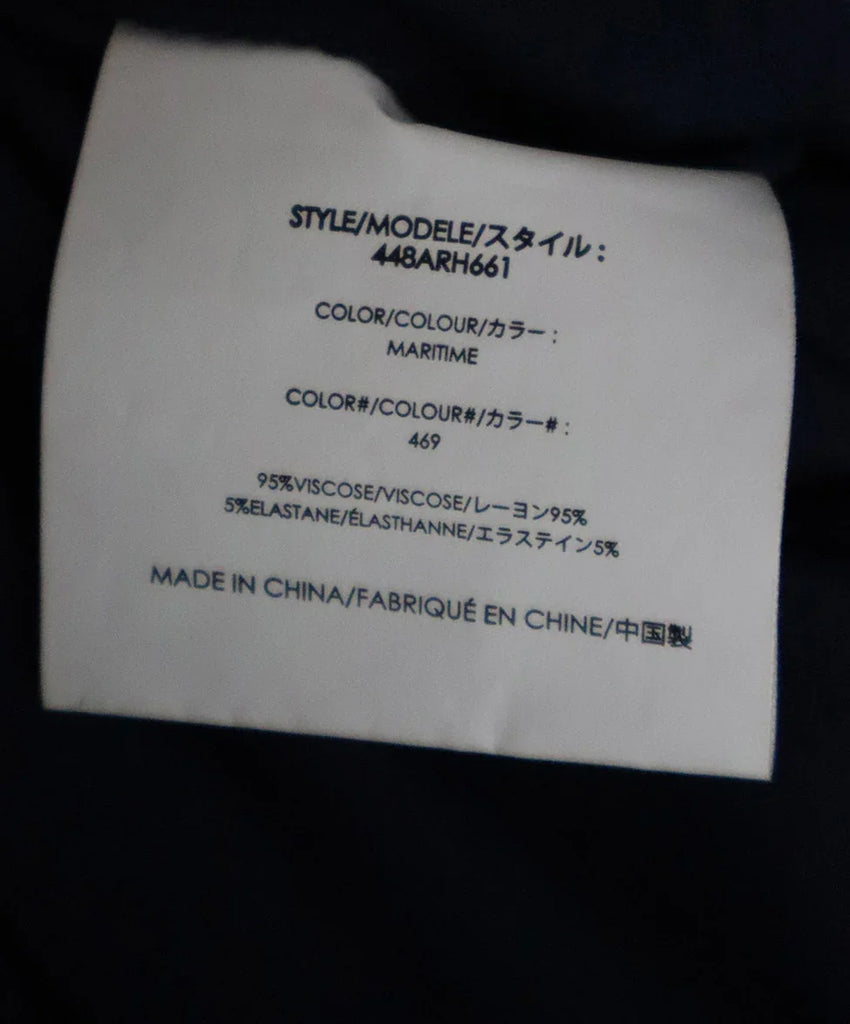 STYLE/MODELE/スタイル:
448ARH661
COLOR/COLOUR/カラー:
MARITIME
COLOR#/COLOUR#/カラー#:
469
95%VISCOSE/VISCOSE/レーヨン95%
5%ELASTANE/ÉLASTHANNE/エラステイン5%
MADE IN CHINA/FABRIQUÉ EN CHINE/中国製